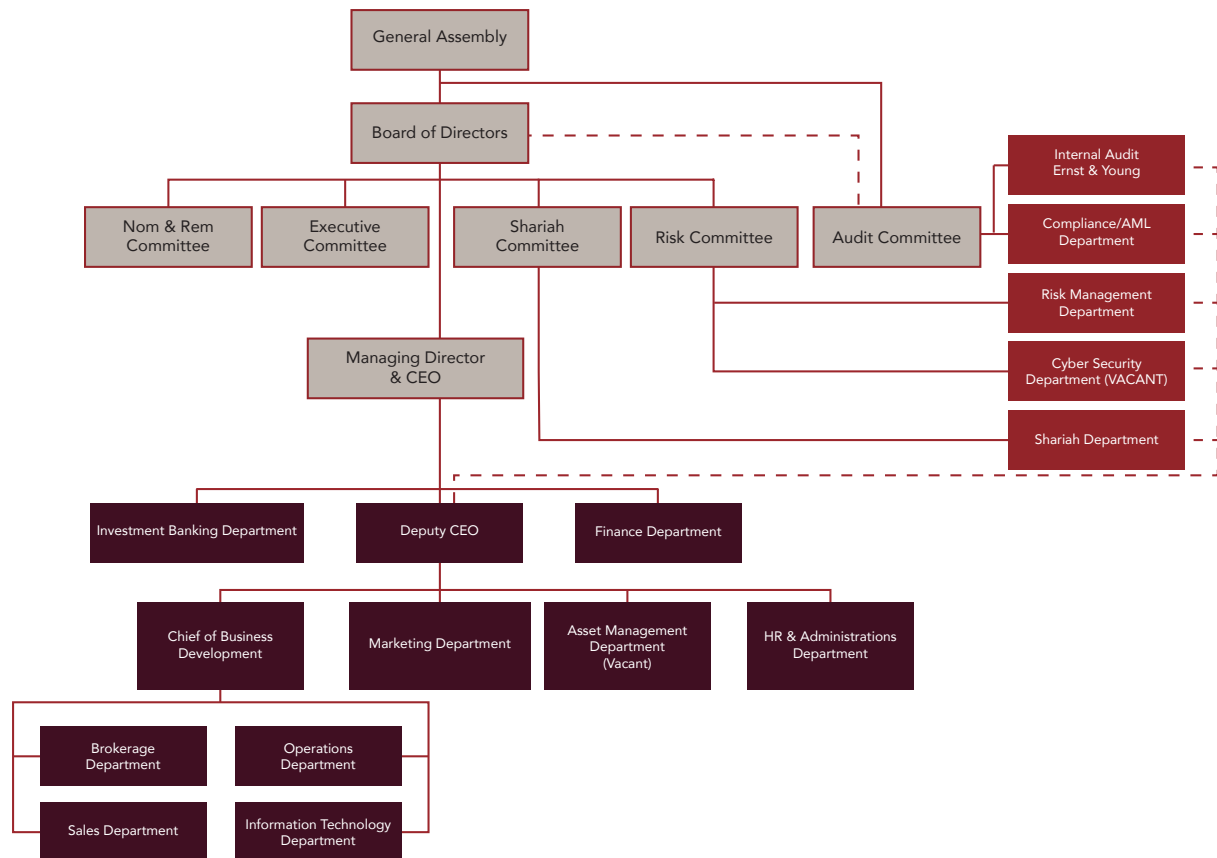 General Assembly
Board of Directors
Internal Audit
Ernst & Young
Nom & Rem
Committee
Executive
Committee
Shariah
Committee
Risk Committee
Audit Committee
Compliance/AML
Department
Risk Management
Department
Managing Director
& CEO
Cyber Security
Department (VACANT)
Shariah Department
Investment Banking Department
Deputy CEO
Finance Department
Chief of Business
Development
Marketing Department
Asset Management
Department
(Vacant)
HR & Administrations
Department
Brokerage
Department
Operations
Department
Sales Department
Information Technology
Department